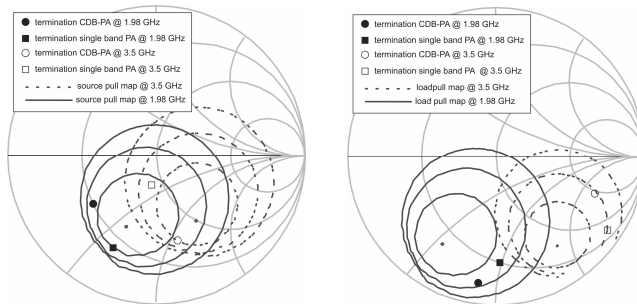 termination CDB-PA @ 1.98 GHz
termination single band PA @ 1.98 GHz
termination CDB-PA @ 3.5 GHz
termination single band PA @ 3.5 GHz
source pull map @ 3.5 GHz
source pull map @ 1.98 GHz
termination CDB-PA @ 1.98 GHz
termination single band PA @ 1.98 GHz
termination CDB-PA @ 3.5 GHz
termination single band PA @ 3.5 GHz
loadpull map @ 3.5 GHz
load pull map @ 1.98 GHz